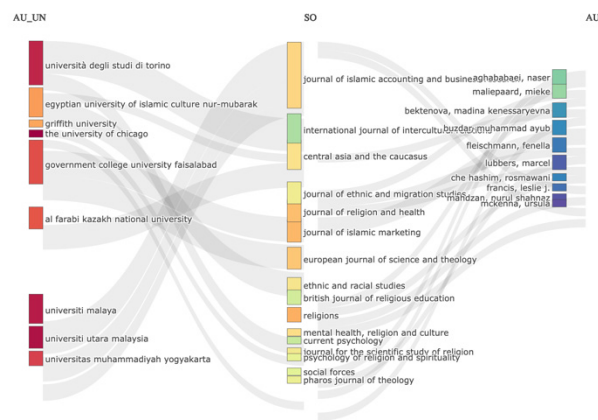 AU_UN
SO
AU
università degli studi di torino
egyptian university of islamic culture nur-mubarak
griffith university
the university of chicago
government college university faisalabad
al farabi kazakh national university
universiti malaya
universiti utara malaysia
universitas muhammadiyah yogyakarta
journal of islamic accounting and business
international journal of intercultural
central asia and the caucasus
journal of ethnic and migration studies
journal of religion and health
journal of islamic marketing
european journal of science and theology
ethnic and racial studies
british journal of religious education
religions
mental health, religion and culture
current psychology
journal for the scientific study of religion
psychology of religion and spirituality
social forces
pharos journal of theology
aghababaei, naser
maliepaard, mieke
bektenova, madina kenessaryevna
muhammad ayub
fleischmann, fenella
lubbers, marcel
che hashim, rosmawani
francis, leslie j.
nurul shahnaz
mckenna, ursula